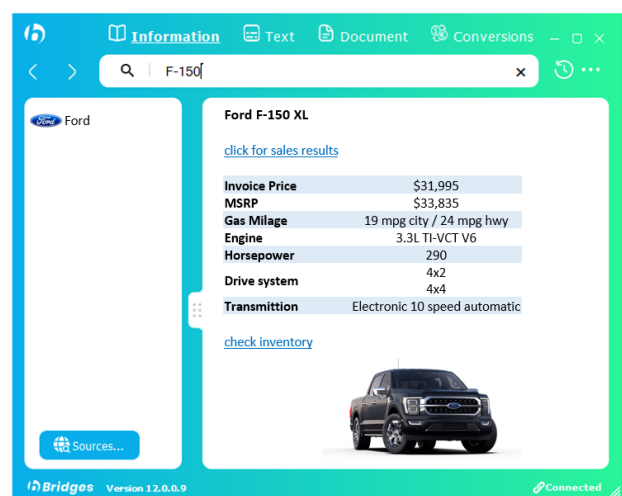 Information Text Document Conversions
F-150
Ford Ford
Ford F-150 XL
click for sales results
Invoice Price $31,995
MSRP $33,835
Gas Milage 19 mpg city / 24 mpg hwy
Engine 3.3L TI-VCT V6
Horsepower 290
Drive system 4x2
4x4
Transmittion Electronic 10 speed automatic
check inventory
Sources...
Bridges Version 12.0.0.9 Connected